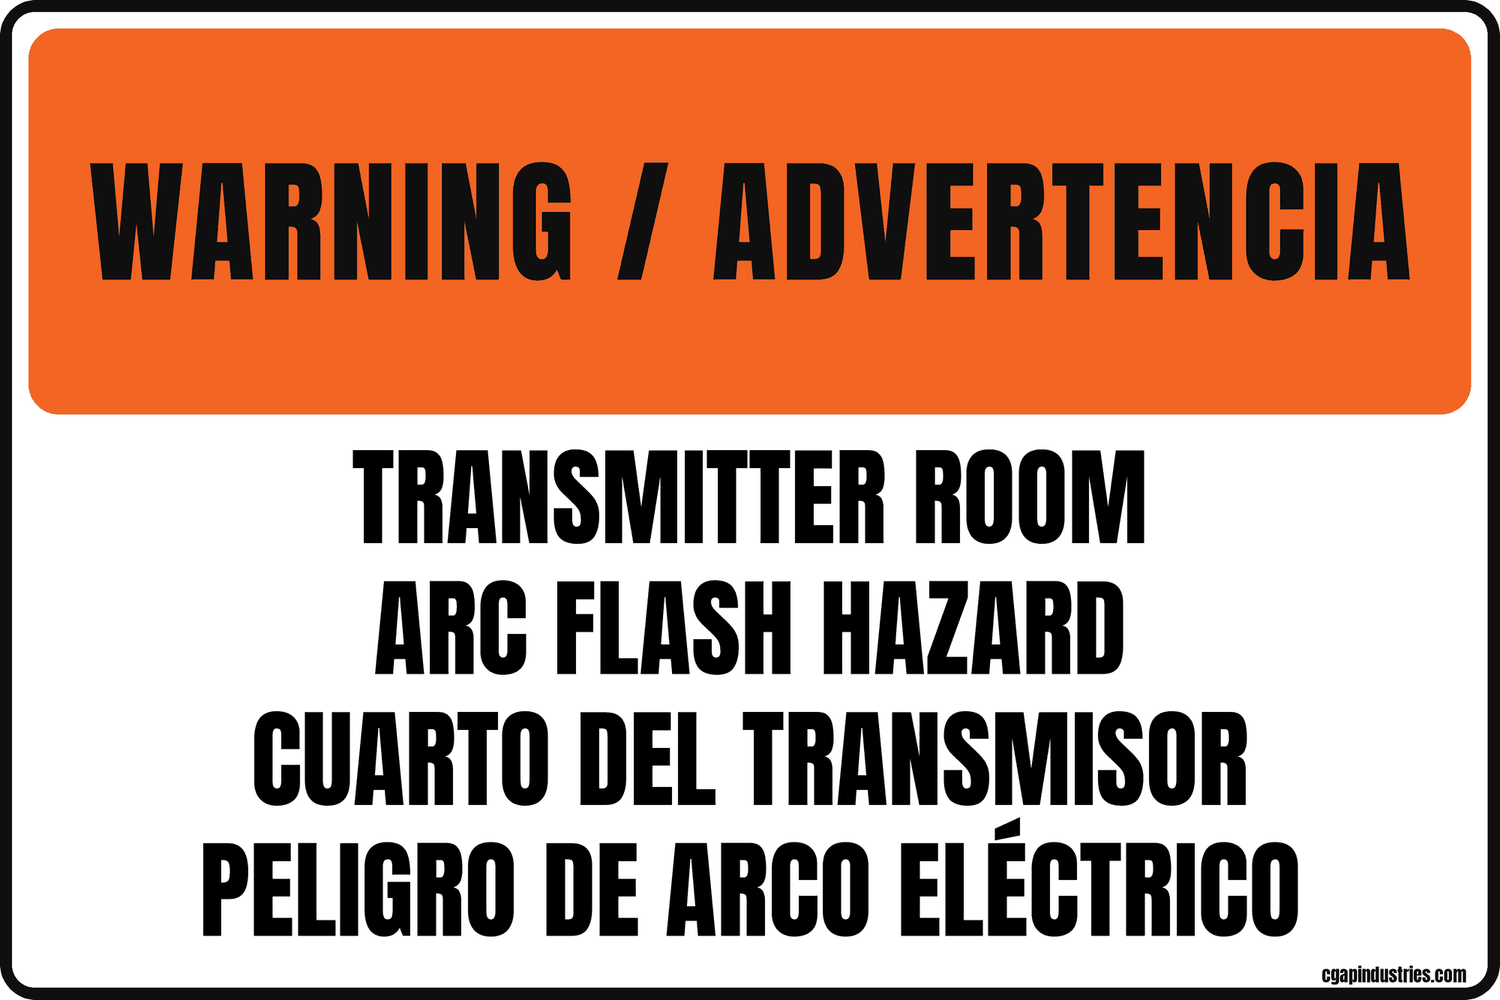 WARNING / ADVERTENCIA
TRANSMITTER ROOM
ARC FLASH HAZARD
CUARTO DEL TRANSMISOR
PELIGRO DE ARCO ELÉCTRICO
cgapindustries.com